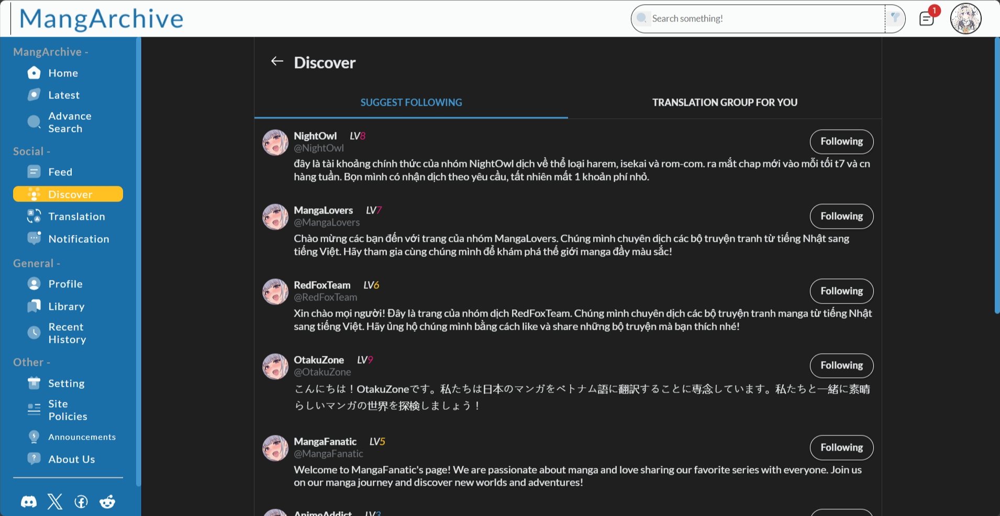 MangArchive
Search something!
1
MangArchive -
Home
Latest
Advance
Search
Social -
Feed
Discover
Translation
Notification
General -
Profile
Library
Recent
History
Other -
Setting
Site
Policies
Announcements
About Us
Discover
SUGGEST FOLLOWING
TRANSLATION GROUP FOR YOU
NightOwl LV8
@NightOwl
Following
đây là tài khoảng chính thức của nhóm NightOwl dịch về thể loại harem, isekai và rom-com. ra mắt chap mới vào mỗi tối t7 và cn
hàng tuần. Bọn mình có nhận dịch theo yêu cầu, tất nhiên mất 1 khoản phí nhỏ.
MangaLovers LV7
@MangaLovers
Following
Chào mừng các bạn đến với trang của nhóm MangaLovers. Chúng mình chuyên dịch các bộ truyện tranh từ tiếng Nhật sang
tiếng Việt. Hãy tham gia cùng chúng mình để khám phá thế giới manga đầy màu sắc!
RedFoxTeam LV6
@RedFoxTeam
Following
Xin chào mọi người! Đây là trang của nhóm dịch RedFoxTeam. Chúng mình chuyên dịch các bộ truyện tranh manga từ tiếng Nhật
sang tiếng Việt. Hãy ủng hộ chúng mình bằng cách like và share những bộ truyện mà bạn thích nhé!
OtakuZone LV9
@OtakuZone
Following
こんにちは！OtakuZoneです。私たちは日本のマンガをベトナム語に翻訳することに専念しています。私たちと一緒に素晴
らしいマンガの世界を探検しましょう！
MangaFanatic LV5
@MangaFanatic
Following
Welcome to MangaFanatic's page! We are passionate about manga and love sharing our favorite series with everyone. Join us
on our manga journey and discover new worlds and adventures!
AnimeAddict LV3